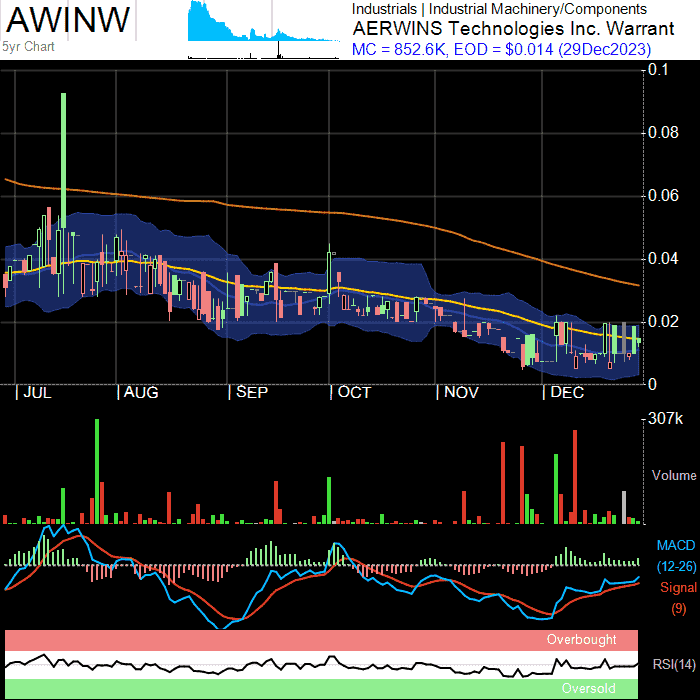 AWINW
5yr Chart
Industrials | Industrial Machinery/Components
AERWINS Technologies Inc. Warrant
MC = 852.6K, EOD = $0.014 (29Dec2023)
0.1
0.08
0.06
0.04
0.02
0
JUL
AUG
SEP
OCT
NOV
DEC
307k
Volume
MACD
(12-26)
Signal
(9)
Overbought
RSI(14)
Oversold